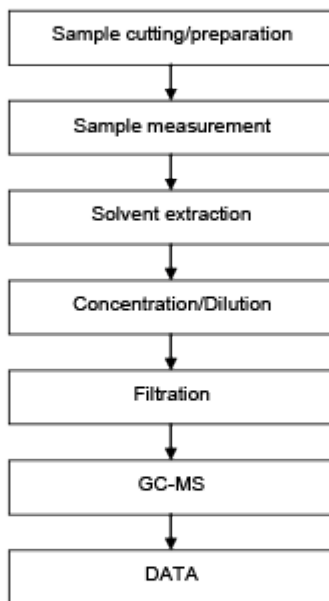 Sample cutting/preparation
Sample measurement
Solvent extraction
Concentration/Dilution
Filtration
GC-MS
DATA